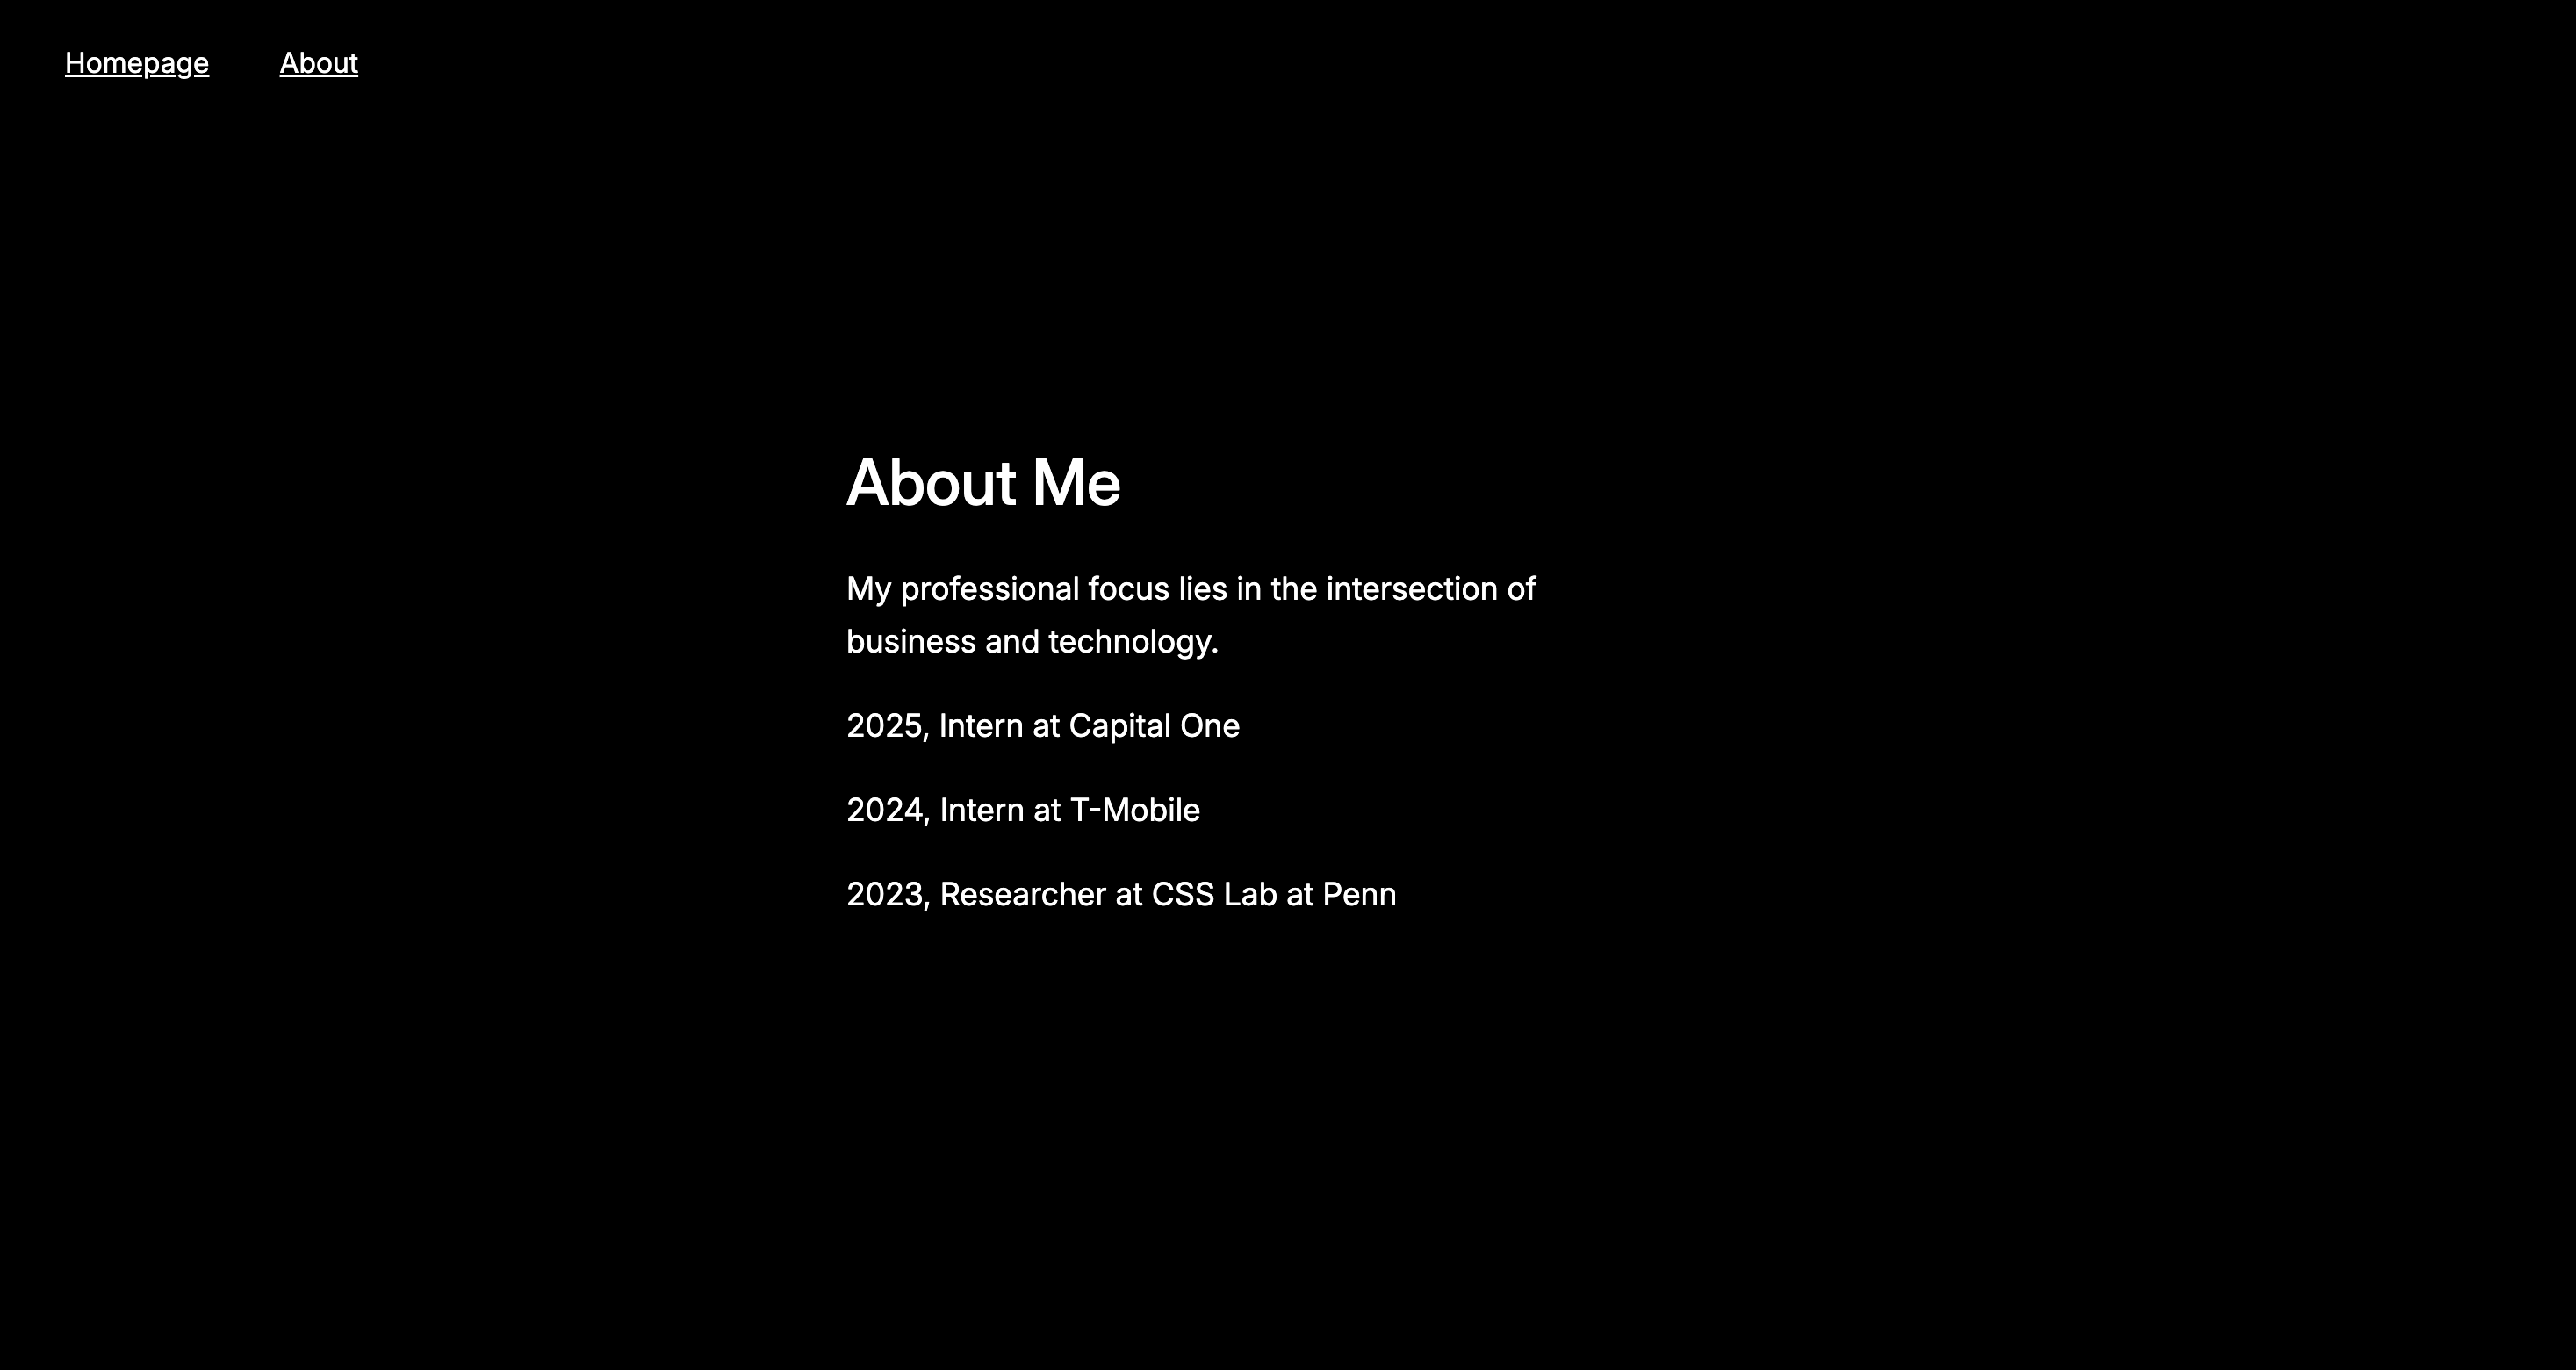 Homepage About
About Me
My professional focus lies in the intersection of
business and technology.
2025, Intern at Capital One
2024, Intern at T-Mobile
2023, Researcher at CSS Lab at Penn